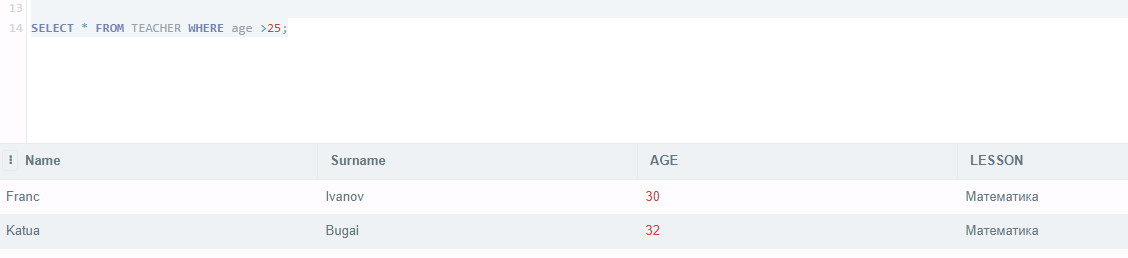 13
14 SELECT * FROM TEACHER WHERE age >25;
Name Surname AGE LESSON
Franc Ivanov 30 Математика
Katua Bugai 32 Математика